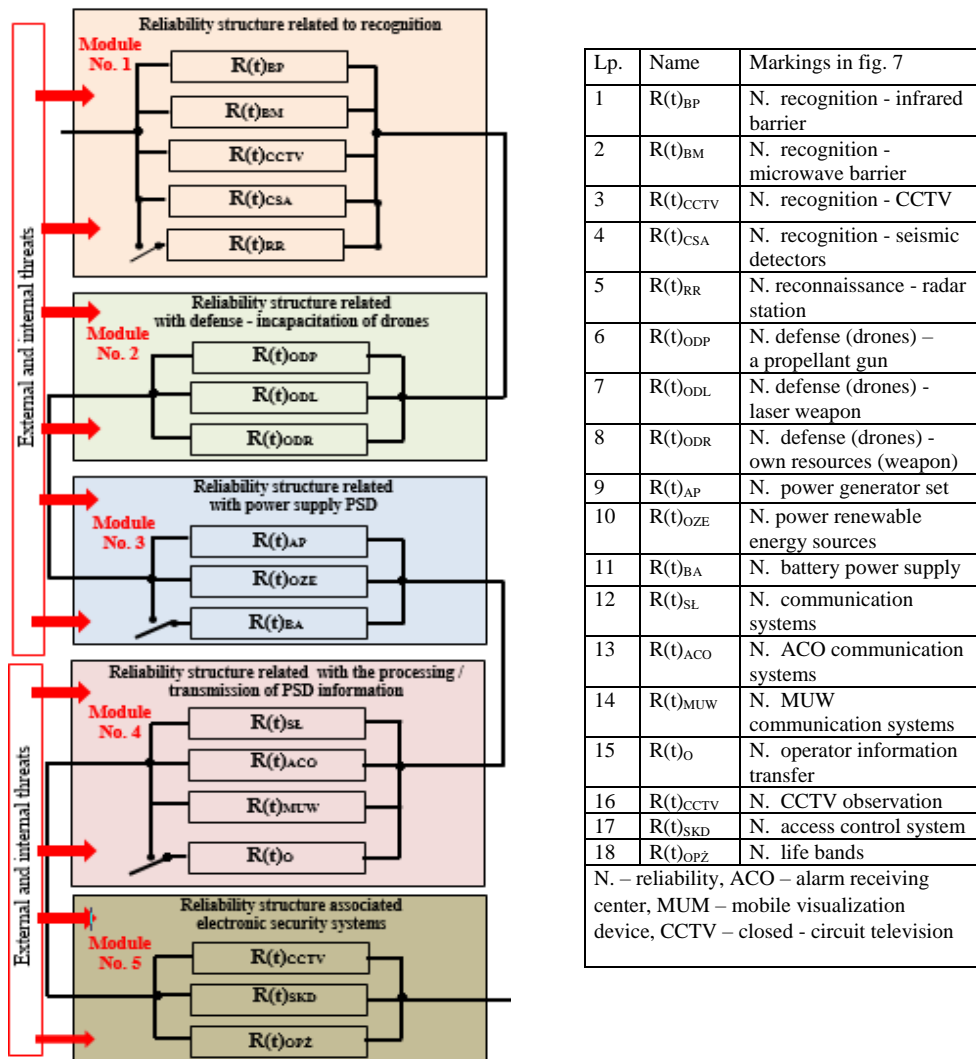 Reliability structure related to recognition
Module
No. 1
R(t)BP
R(t)BM
R(t)CCTV
R(t)CSA
R(t)RR
External and internal threats
Reliability structure related
with defense - incapacitation of drones
Module
No. 2
R(t)ODP
R(t)ODL
R(t)ODR
Reliability structure related
with power supply PSD
Module
No. 3
R(t)AP
R(t)OZE
R(t)BA
Reliability structure related with the processing /
transmission of PSD information
Module
No. 4
R(t)SŁ
R(t)ACO
R(t)MUW
R(t)O
External and internal threats
Reliability structure associated
electronic security systems
Module
No. 5
R(t)CCTV
R(t)SKD
R(t)OPŻ
Lp. Name Markings in fig. 7
1 R(t)BP N. recognition - infrared
barrier
2 R(t)BM N. recognition -
microwave barrier
3 R(t)CCTV N. recognition - CCTV
4 R(t)CSA N. recognition - seismic
detectors
5 R(t)RR N. reconnaissance - radar
station
6 R(t)ODP N. defense (drones) –
a propellant gun
7 R(t)ODL N. defense (drones) -
laser weapon
8 R(t)ODR N. defense (drones) -
own resources (weapon)
9 R(t)AP N. power generator set
10 R(t)OZE N. power renewable
energy sources
11 R(t)BA N. battery power supply
12 R(t)SŁ N. communication
systems
13 R(t)ACO N. ACO communication
systems
14 R(t)MUW N. MUW
communication systems
15 R(t)O N. operator information
transfer
16 R(t)CCTV N. CCTV observation
17 R(t)SKD N. access control system
18 R(t)OPŻ N. life bands
N. – reliability, ACO – alarm receiving
center, MUM – mobile visualization
device, CCTV – closed - circuit television